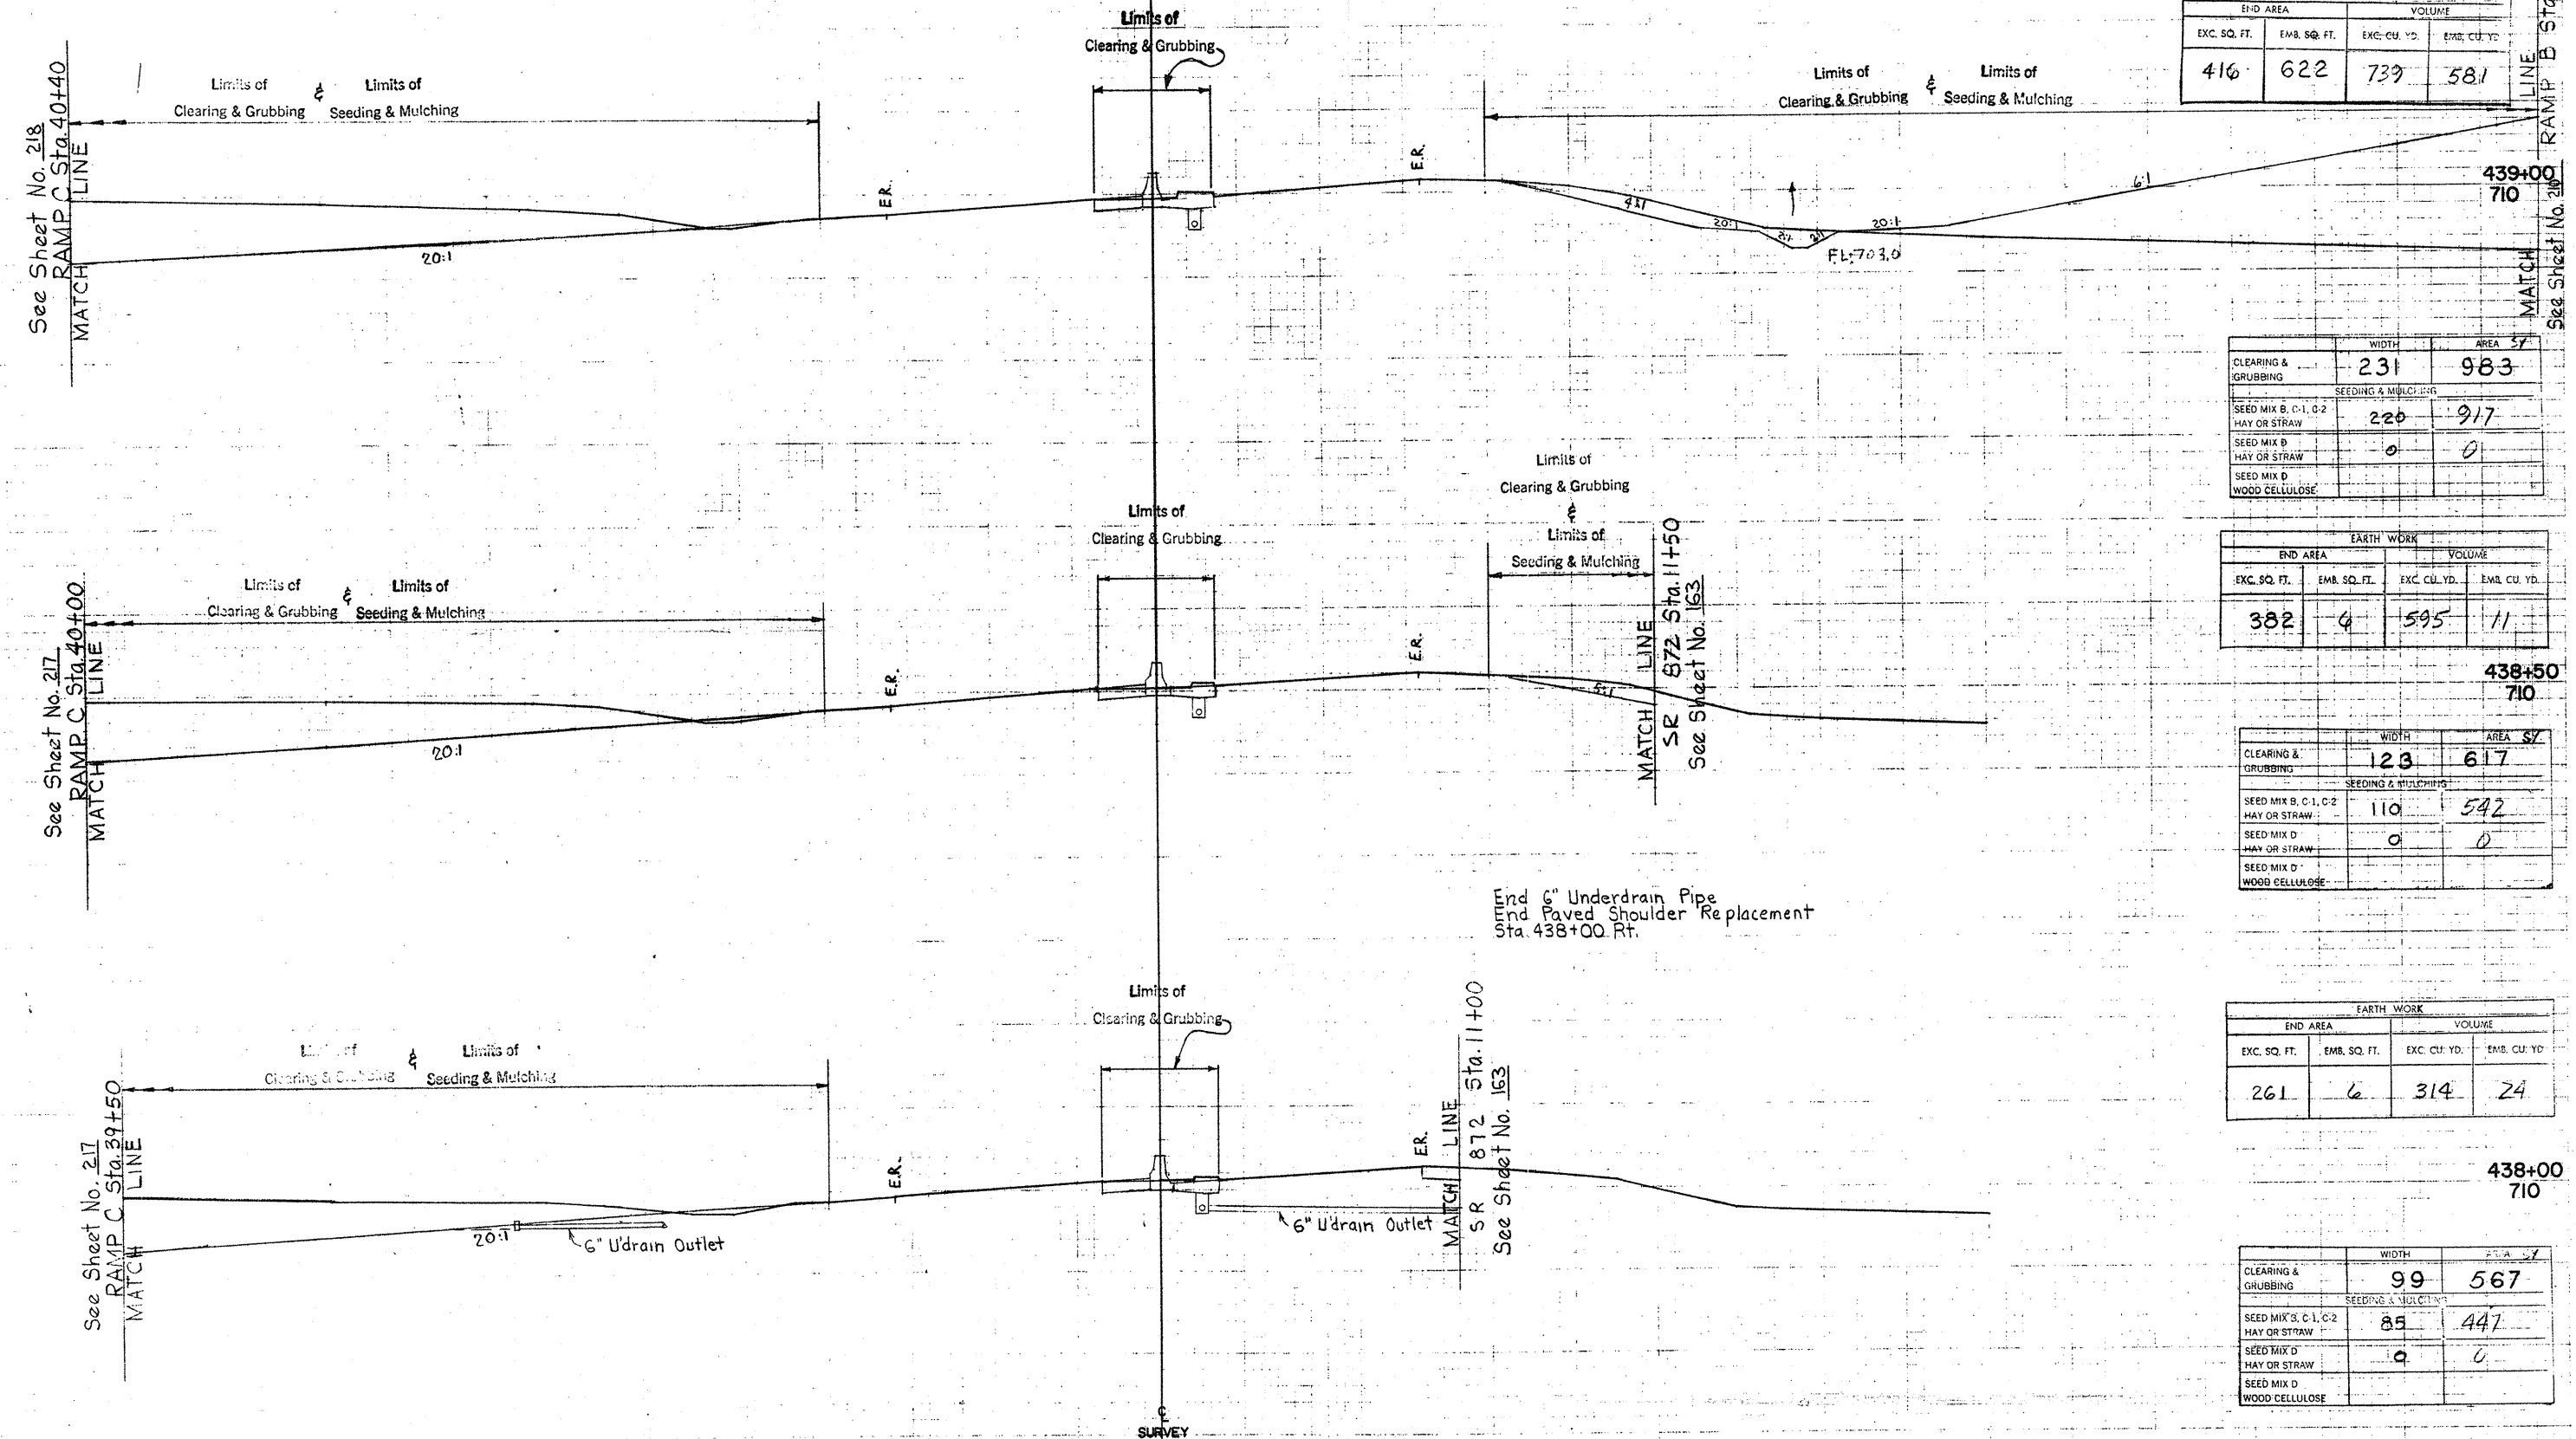 Limits of
Clearing & Grubbing
Limits of & Limits of
Clearing & Grubbing Seeding & Mulching
Limits of & Limits of
Clearing & Grubbing Seeding & Mulching
END AREA VOLUME
EXC. SQ. FT. EMB. SQ. FT. EXC. CU. YD. EMB. CU. YD
416 622 739 581
See Sheet No. 218
RAMP C Sta. 40+40
MATCH LINE
E.R.
E.R.
20:1
4:1
20:1
2:1
2:1
20:1
6:1
FL=703.0
439+00
710
MATCH LINE
RAMP B Sta
See Sheet No. 210
WIDTH AREA SY
CLEARING & GRUBBING 231 983
SEEDING & MULCHING
SEED MIX B, C-1, C-2
HAY OR STRAW 220 917
SEED MIX D
HAY OR STRAW 0 0
SEED MIX D
WOOD CELLULOSE
Limits of
Clearing & Grubbing
Limits of
Clearing & Grubbing
&
Limits of
Seeding & Mulching
Limits of & Limits of
Clearing & Grubbing Seeding & Mulching
EARTH WORK
END AREA VOLUME
EXC. SQ. FT. EMB. SQ. FT. EXC. CU. YD. EMB. CU. YD.
382 6 595 11
See Sheet No. 217
RAMP C Sta. 40+00
MATCH LINE
E.R.
E.R.
20:1
MATCH LINE
SR 872 Sta. 11+50
See Sheet No. 163
438+50
710
WIDTH AREA SY
CLEARING & GRUBBING 123 617
SEEDING & MULCHING
SEED MIX B, C-1, C-2
HAY OR STRAW 110 542
SEED MIX D
HAY OR STRAW 0 0
SEED MIX D
WOOD CELLULOSE
End 6" Underdrain Pipe
End Paved Shoulder Replacement
Sta. 438+00 Rt.
Limits of
Clearing & Grubbing
Limits of & Limits of
Clearing & Grubbing Seeding & Mulching
EARTH WORK
END AREA VOLUME
EXC. SQ. FT. EMB. SQ. FT. EXC. CU. YD. EMB. CU. YD
261 6 314 24
See Sheet No. 217
RAMP C Sta. 39+50
MATCH LINE
E.R.
E.R.
20:1
6" U'drain Outlet
6" U'drain Outlet
MATCH LINE
SR 872 Sta. 11+00
See Sheet No. 163
438+00
710
WIDTH AREA SY
CLEARING & GRUBBING 99 567
SEEDING & MULCHING
SEED MIX B, C-1, C-2
HAY OR STRAW 85 447
SEED MIX D
HAY OR STRAW 0 0
SEED MIX D
WOOD CELLULOSE
SURVEY